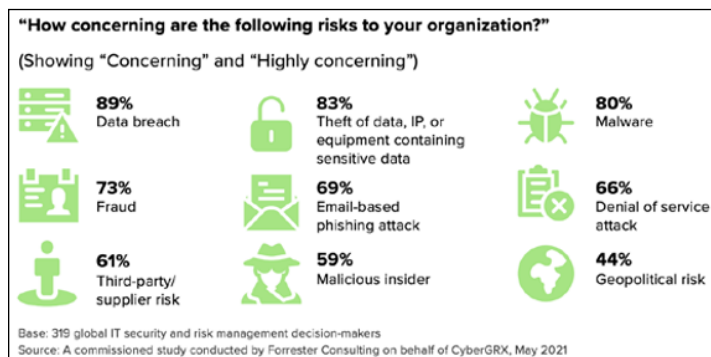 “How concerning are the following risks to your organization?”
(Showing “Concerning” and “Highly concerning”)
89%
Data breach
83%
Theft of data, IP, or
equipment containing
sensitive data
80%
Malware
73%
Fraud
69%
Email-based
phishing attack
66%
Denial of service
attack
61%
Third-party/
supplier risk
59%
Malicious insider
44%
Geopolitical risk
Base: 319 global IT security and risk management decision-makers
Source: A commissioned study conducted by Forrester Consulting on behalf of CyberGRX, May 2021